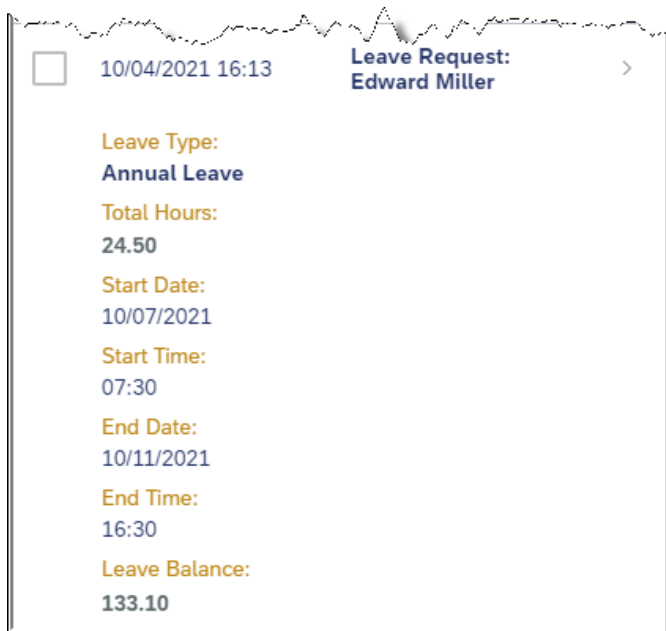 10/04/2021 16:13
Leave Request:
Edward Miller
Leave Type:
Annual Leave
Total Hours:
24.50
Start Date:
10/07/2021
Start Time:
07:30
End Date:
10/11/2021
End Time:
16:30
Leave Balance:
133.10